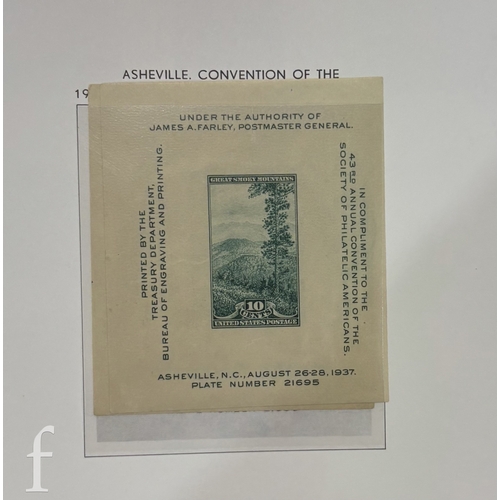 ASHEVILLE. CONVENTION OF THE
19
UNDER THE AUTHORITY OF
JAMES A. FARLEY, POSTMASTER GENERAL.
PRINTED BY THE
TREASURY DEPARTMENT,
BUREAU OF ENGRAVING AND PRINTING.
GREAT SMOKY MOUNTAINS
10
CENTS
UNITED STATES POSTAGE
IN COMPLIMENT TO THE
43RD ANNUAL CONVENTION OF THE
SOCIETY OF PHILATELIC AMERICANS.
ASHEVILLE, N.C., AUGUST 26-28, 1937.
PLATE NUMBER 21695
f